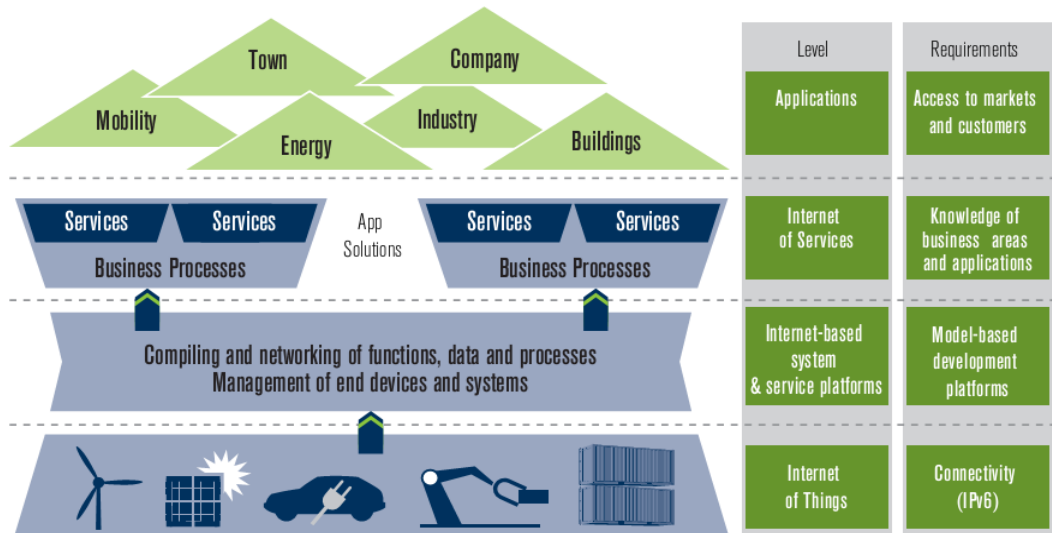 Town
Company
Mobility
Industry
Energy
Buildings
Services
Services
Business Processes
App
Solutions
Services
Services
Business Processes
Compiling and networking of functions, data and processes
Management of end devices and systems
Level
Requirements
Applications
Access to markets
and customers
Internet
of Services
Knowledge of
business areas
and applications
Internet-based
system
& service platforms
Model-based
development
platforms
Internet
of Things
Connectivity
(IPv6)